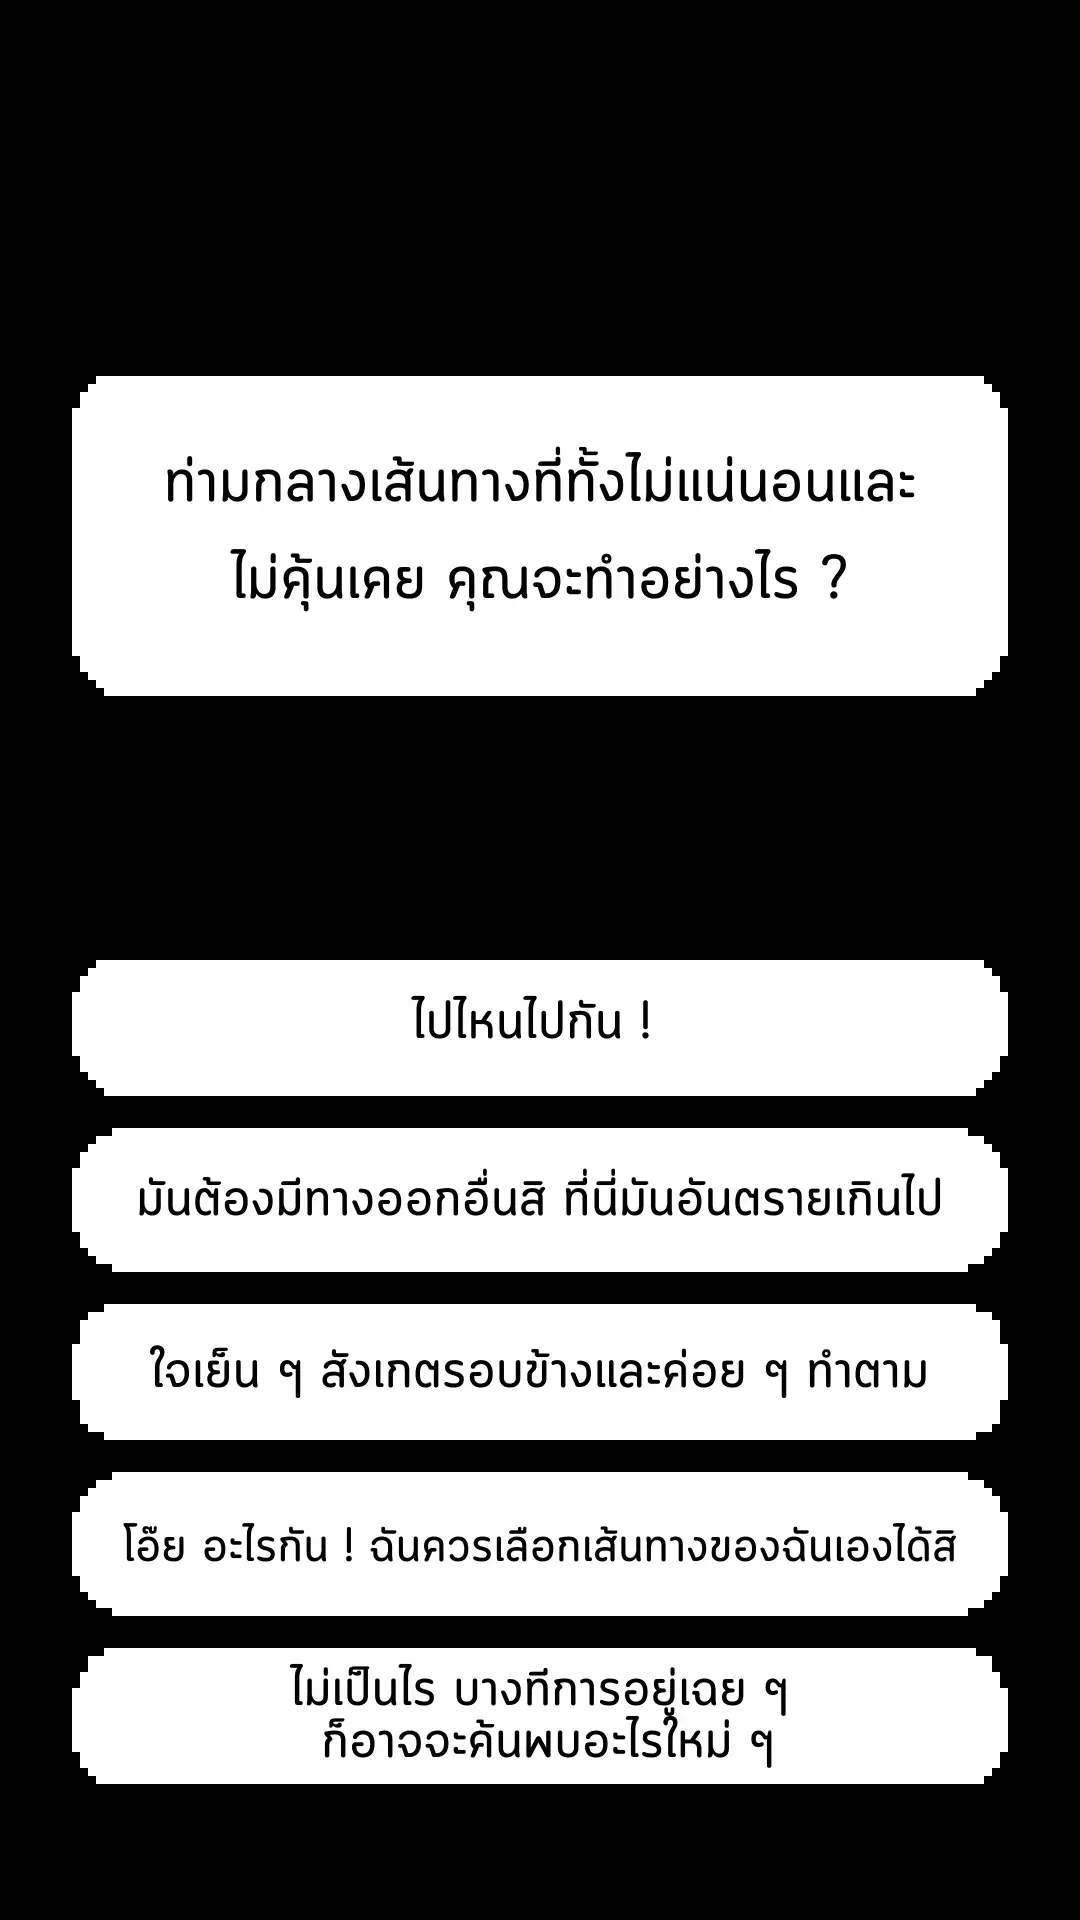 ท่ามกลางเส้นทางที่ทั้งไม่แน่นอนและ
ไม่คุ้นเคย คุณจะทำอย่างไร ?
ไปไหนไปกัน !
มันต้องมีทางออกอื่นสิ ที่นี่มันอันตรายเกินไป
ใจเย็น ๆ สังเกตรอบข้างและค่อย ๆ ทำตาม
โอ๊ย อะไรกัน ! ฉันควรเลือกเส้นทางของฉันเองได้สิ
ไม่เป็นไร บางทีการอยู่เฉย ๆ
ก็อาจจะค้นพบอะไรใหม่ ๆ